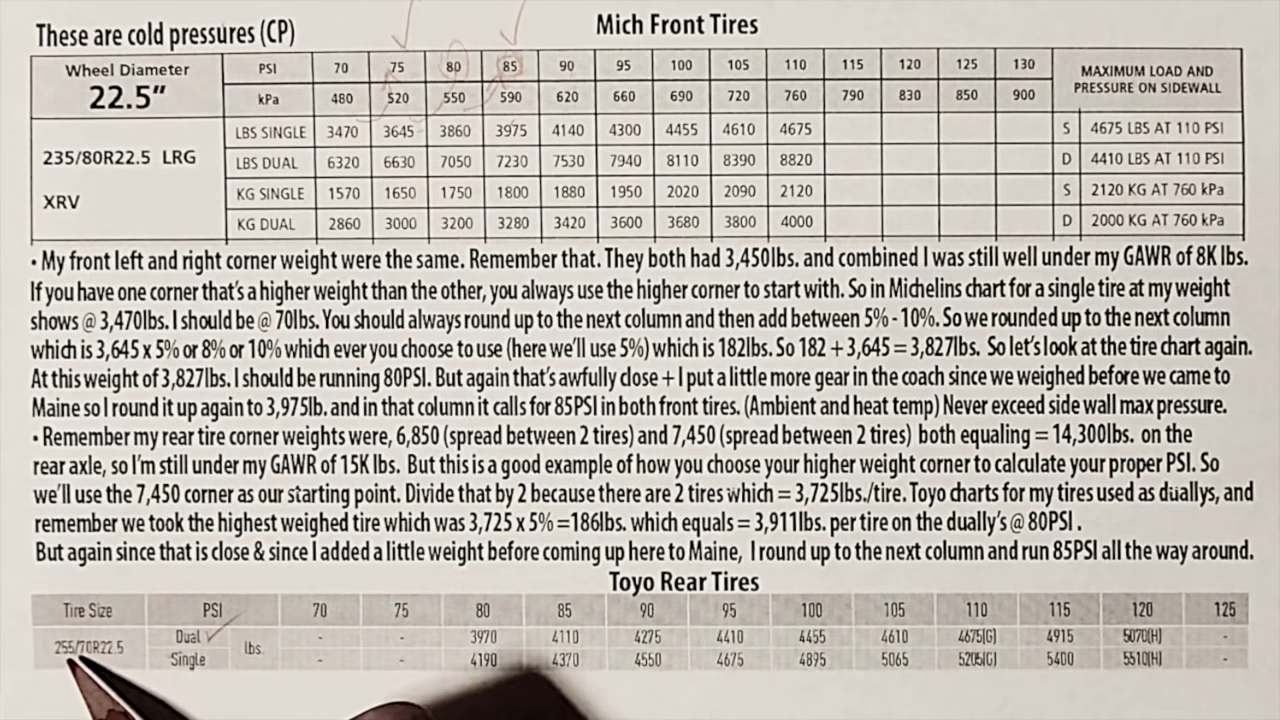 These are cold pressures (CP)
Mich Front Tires
Wheel Diameter 22.5" PSI 70 75 80 85 90 95 100 105 110 115 120 125 130 MAXIMUM LOAD AND PRESSURE ON SIDEWALL
kPa 480 520 550 590 620 660 690 720 760 790 830 850 900
235/80R22.5 LRG XRV LBS SINGLE 3470 3645 3860 3975 4140 4300 4455 4610 4675 S 4675 LBS AT 110 PSI
LBS DUAL 6320 6630 7050 7230 7530 7940 8110 8390 8820 D 4410 LBS AT 110 PSI
KG SINGLE 1570 1650 1750 1800 1880 1950 2020 2090 2120 S 2120 KG AT 760 kPa
KG DUAL 2860 3000 3200 3280 3420 3600 3680 3800 4000 D 2000 KG AT 760 kPa
• My front left and right corner weight were the same. Remember that. They both had 3,450lbs. and combined I was still well under my GAWR of 8K lbs.
If you have one corner that's a higher weight than the other, you always use the higher corner to start with. So in Michelins chart for a single tire at my weight
shows @ 3,470lbs. I should be @ 70lbs. You should always round up to the next column and then add between 5% - 10%. So we rounded up to the next column
which is 3,645 x 5% or 8% or 10% which ever you choose to use (here we'll use 5%) which is 182lbs. So 182 + 3,645 = 3,827lbs. So let's look at the tire chart again.
At this weight of 3,827lbs. I should be running 80PSI. But again that's awfully close + I put a little more gear in the coach since we weighed before we came to
Maine so I round it up again to 3,975lb. and in that column it calls for 85PSI in both front tires. (Ambient and heat temp) Never exceed side wall max pressure.
• Remember my rear tire corner weights were, 6,850 (spread between 2 tires) and 7,450 (spread between 2 tires) both equaling = 14,300lbs. on the
rear axle, so I'm still under my GAWR of 15K lbs. But this is a good example of how you choose your higher weight corner to calculate your proper PSI. So
we'll use the 7,450 corner as our starting point. Divide that by 2 because there are 2 tires which = 3,725lbs./tire. Toyo charts for my tires used as duallys, and
remember we took the highest weighed tire which was 3,725 x 5% =186lbs. which equals = 3,911lbs. per tire on the dually's @ 80PSI .
But again since that is close & since I added a little weight before coming up here to Maine, I round up to the next column and run 85PSI all the way around.
Toyo Rear Tires
Tire Size PSI 70 75 80 85 90 95 100 105 110 115 120 125
255/70R22.5 Dual lbs. - - 3970 4110 4275 4410 4455 4610 4675(G) 4915 5070(H) -
Single - - 4190 4370 4550 4675 4895 5065 5205(G) 5400 5510(H) -